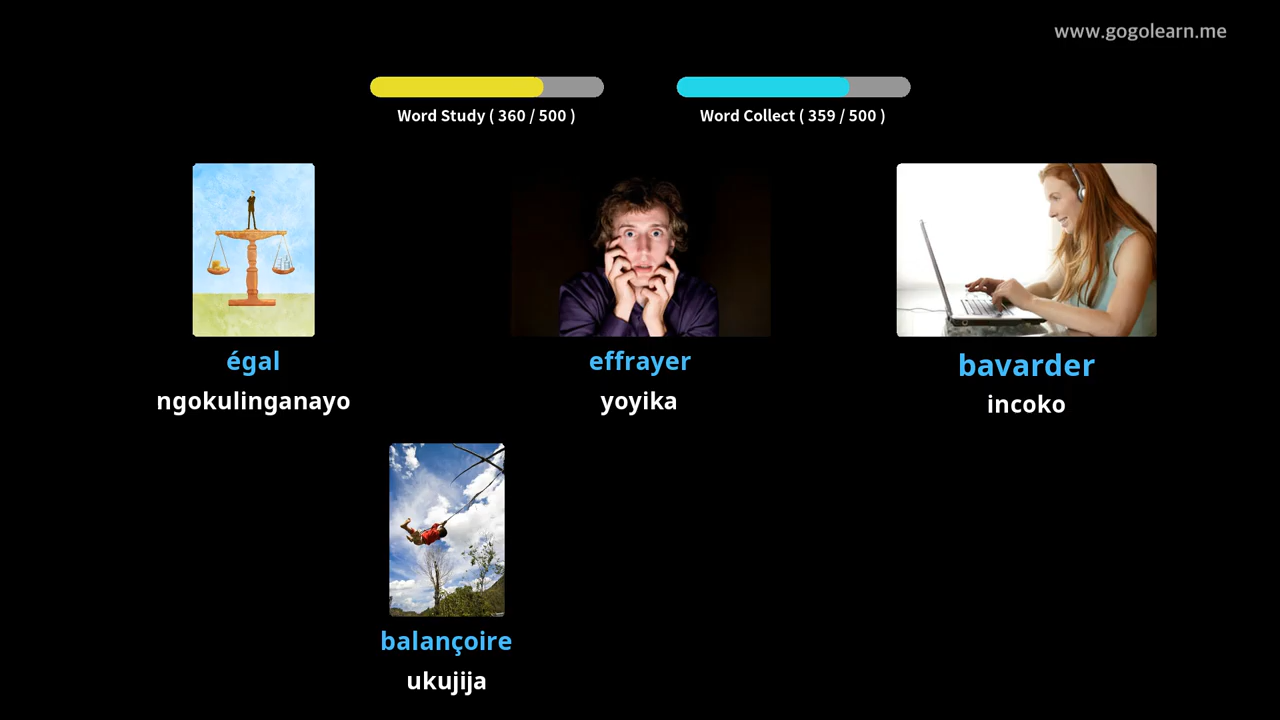 www.gogolearn.me
Word Study ( 360 / 500 )
Word Collect ( 359 / 500 )
égal
effrayer
bavarder
ngokulinganayo
yoyika
incoko
balançoire
ukujija